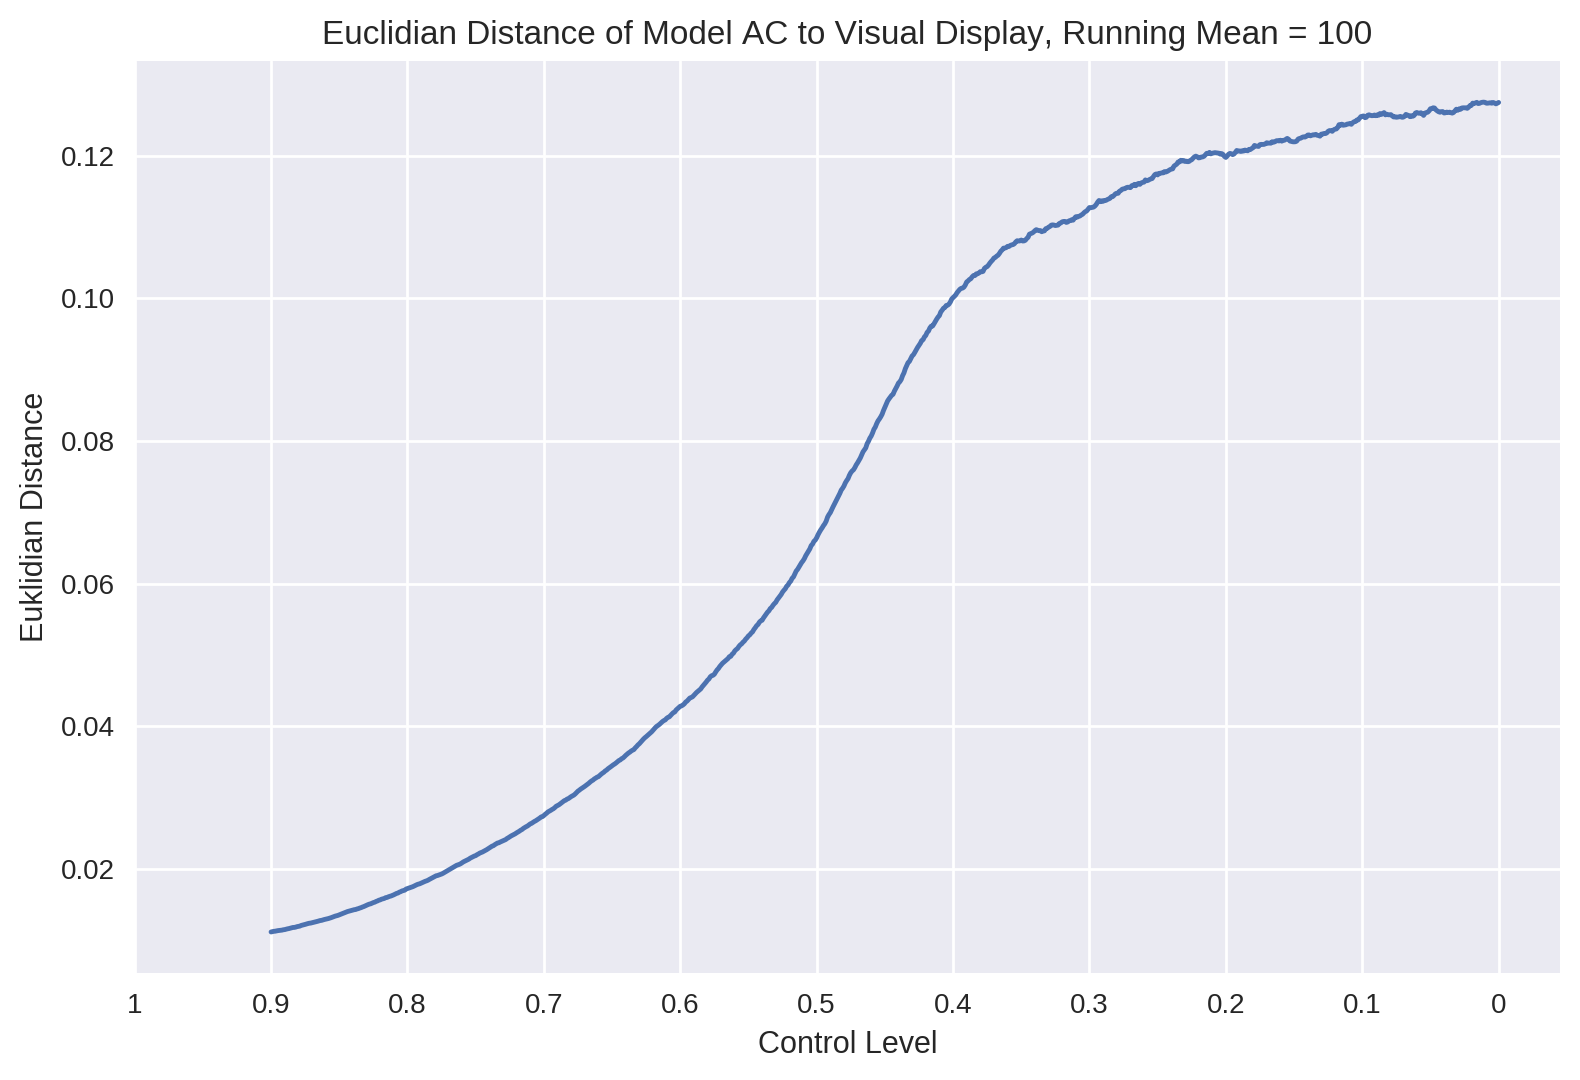 Euclidian Distance of Model AC to Visual Display, Running Mean = 100
Euklidian Distance
0.12
0.10
0.08
0.06
0.04
0.02
1 0.9 0.8 0.7 0.6 0.5 0.4 0.3 0.2 0.1 0
Control Level